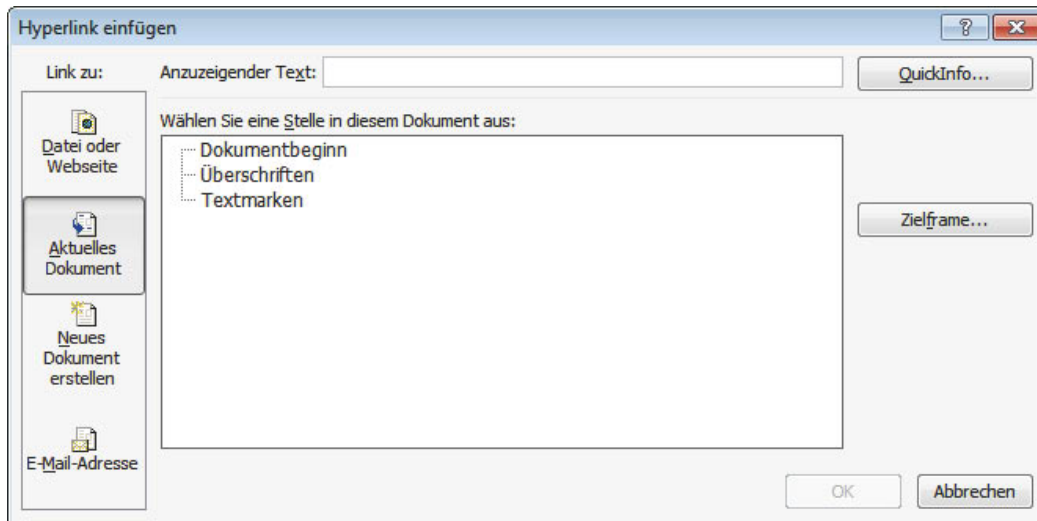 Hyperlink einfügen
Link zu:
Anzuzeigender Text:
QuickInfo...
Datei oder
Webseite
Aktuelles
Dokument
Neues
Dokument
erstellen
E-Mail-Adresse
Wählen Sie eine Stelle in diesem Dokument aus:
Dokumentbeginn
Überschriften
Textmarken
Zielframe...
OK
Abbrechen